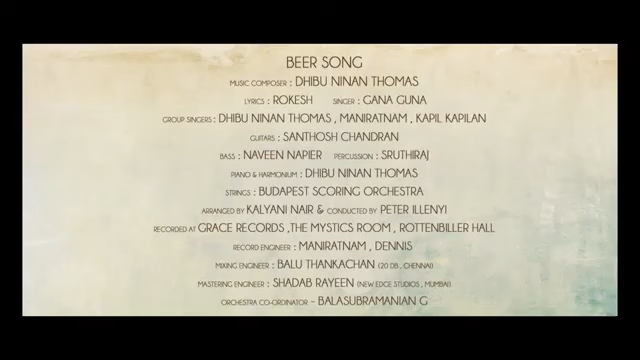 BEER SONG
MUSIC COMPOSER : DHIBU NINAN THOMAS
LYRICS : ROKESH SINGER : GANA GUNA
GROUP SINGERS : DHIBU NINAN THOMAS , MANIRATNAM , KAPIL KAPILAN
GUITARS : SANTHOSH CHANDRAN
BASS : NAVEEN NAPIER PERCUSSION : SRUTHIRAJ
PIANO & HARMONIUM : DHIBU NINAN THOMAS
STRINGS : BUDAPEST SCORING ORCHESTRA
ARRANGED BY KALYANI NAIR & CONDUCTED BY PETER ILLENYI
RECORDED AT GRACE RECORDS ,THE MYSTICS ROOM , ROTTENBILLER HALL
RECORD ENGINEER : MANIRATNAM , DENNIS
MIXING ENGINEER : BALU THANKACHAN (20 DB , CHENNAI)
MASTERING ENGINEER : SHADAB RAYEEN (NEW EDGE STUDIOS , MUMBAI)
ORCHESTRA CO-ORDINATOR - BALASUBRAMANIAN G